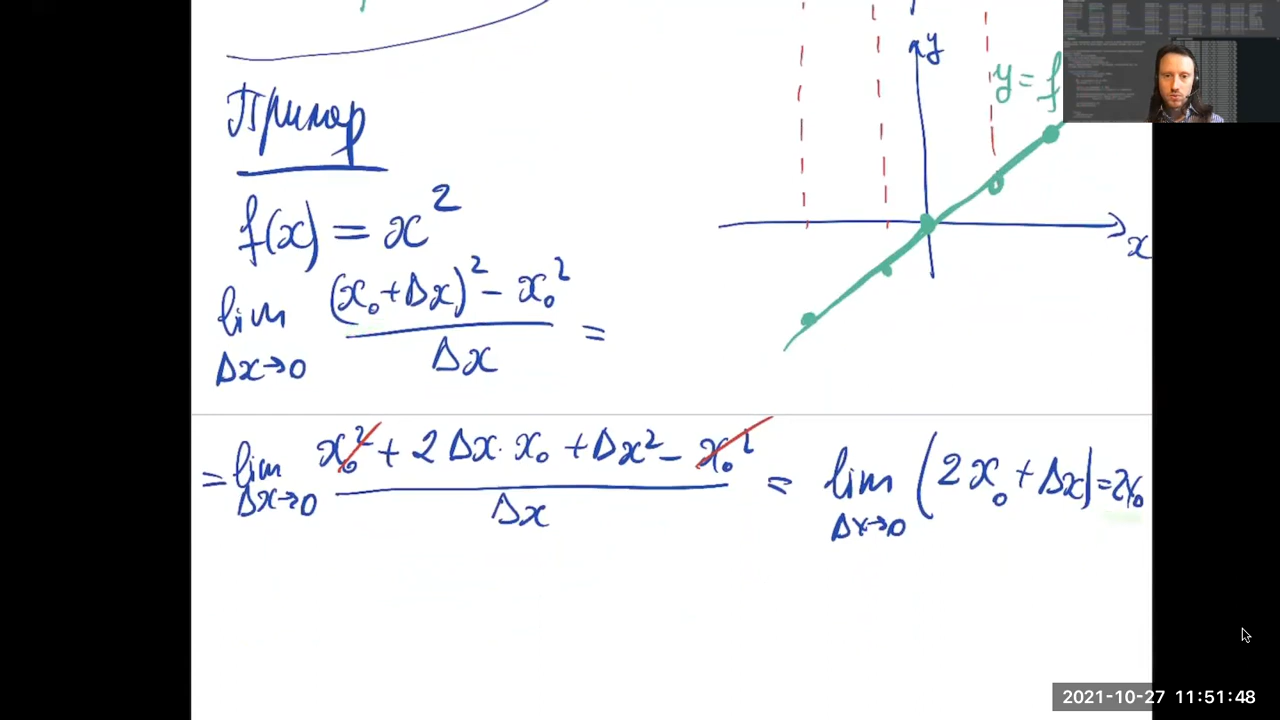 Пример
f(x) = x²
lim Δx→0 ((x₀+Δx)² − x₀²)/Δx =
= lim Δx→0 (x₀² + 2Δx·x₀ + Δx² − x₀²)/Δx = lim Δx→0 (2x₀ + Δx) = 2x₀
y
y = f
x
2021-10-27 11:51:48